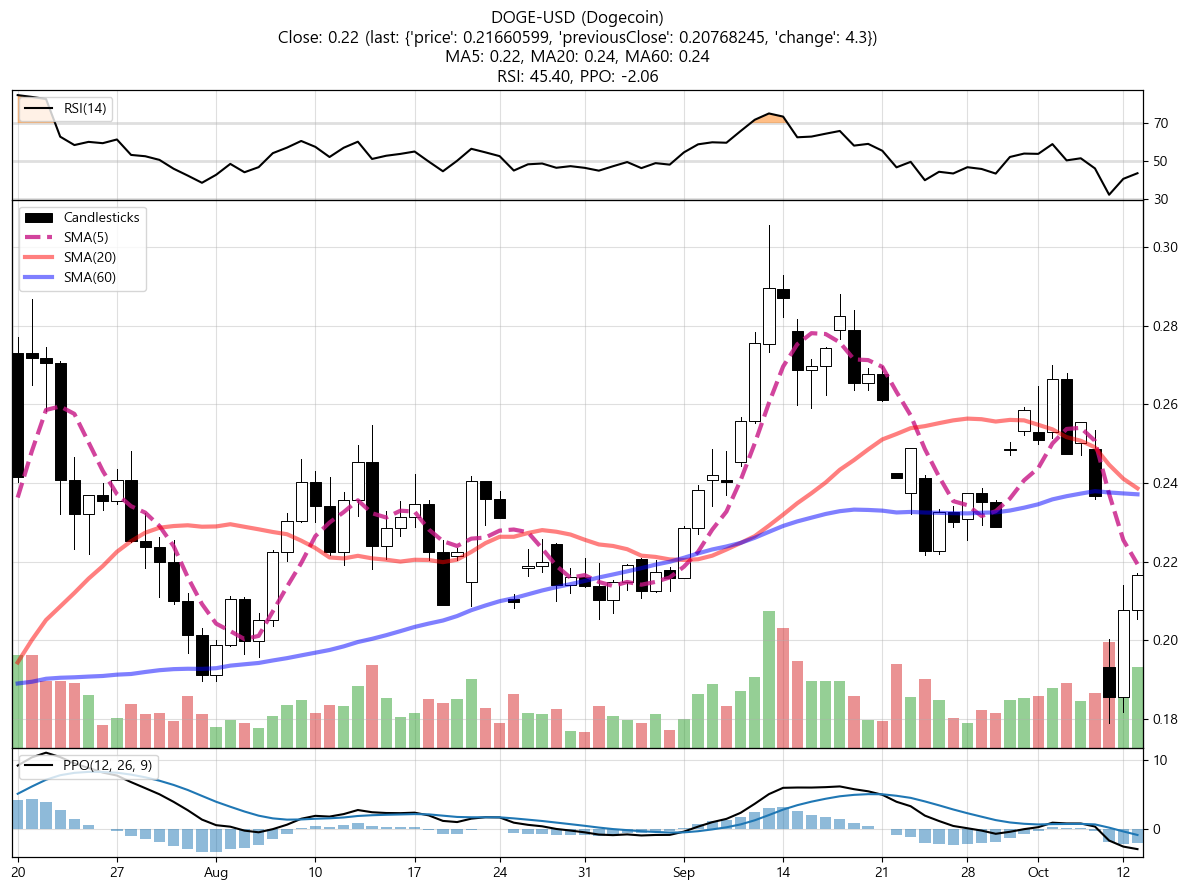 DOGE-USD (Dogecoin)
Close: 0.22 (last: {'price': 0.21660599, 'previousClose': 0.20768245, 'change': 4.3})
MA5: 0.22, MA20: 0.24, MA60: 0.24
RSI: 45.40, PPO: -2.06
RSI(14)
70
50
30
Candlesticks
SMA(5)
SMA(20)
SMA(60)
0.30
0.28
0.26
0.24
0.22
0.20
0.18
PPO(12, 26, 9)
10
0
20 27 Aug 10 17 24 31 Sep 14 21 28 Oct 12